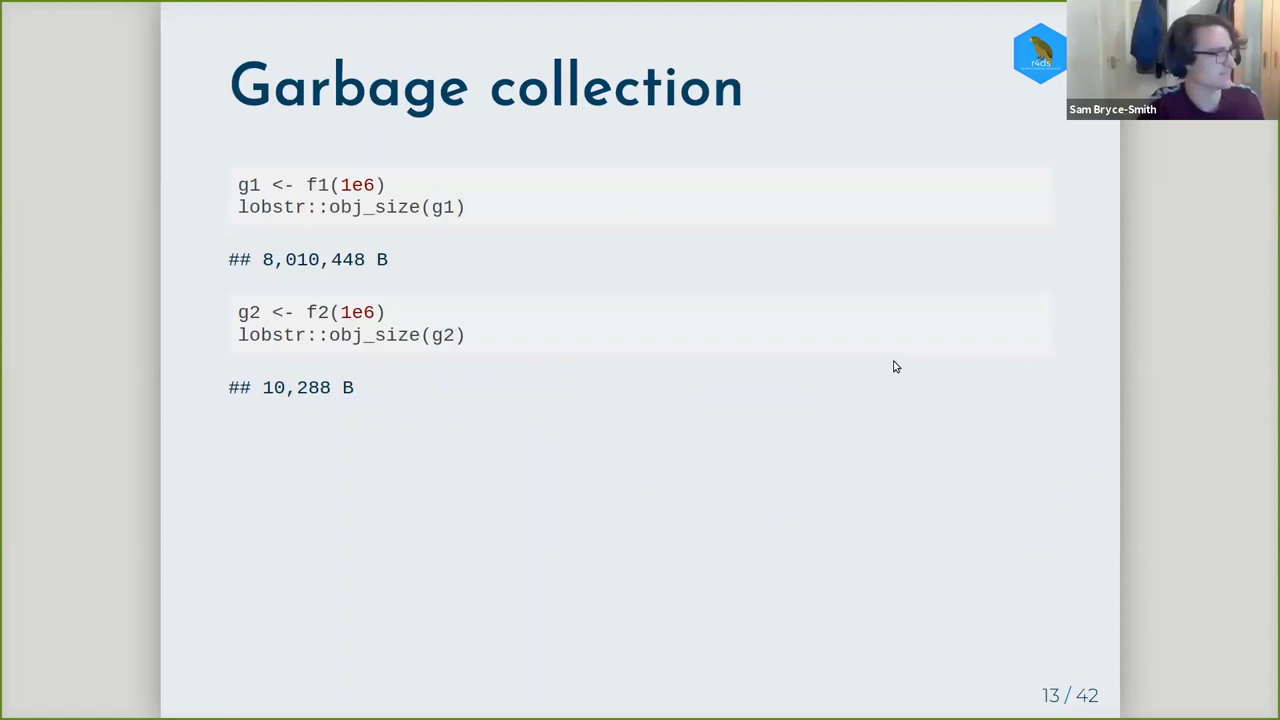 Garbage collection
r4ds
Sam Bryce-Smith
g1 <- f1(1e6)
lobstr::obj_size(g1)
## 8,010,448 B
g2 <- f2(1e6)
lobstr::obj_size(g2)
## 10,288 B
13 / 42